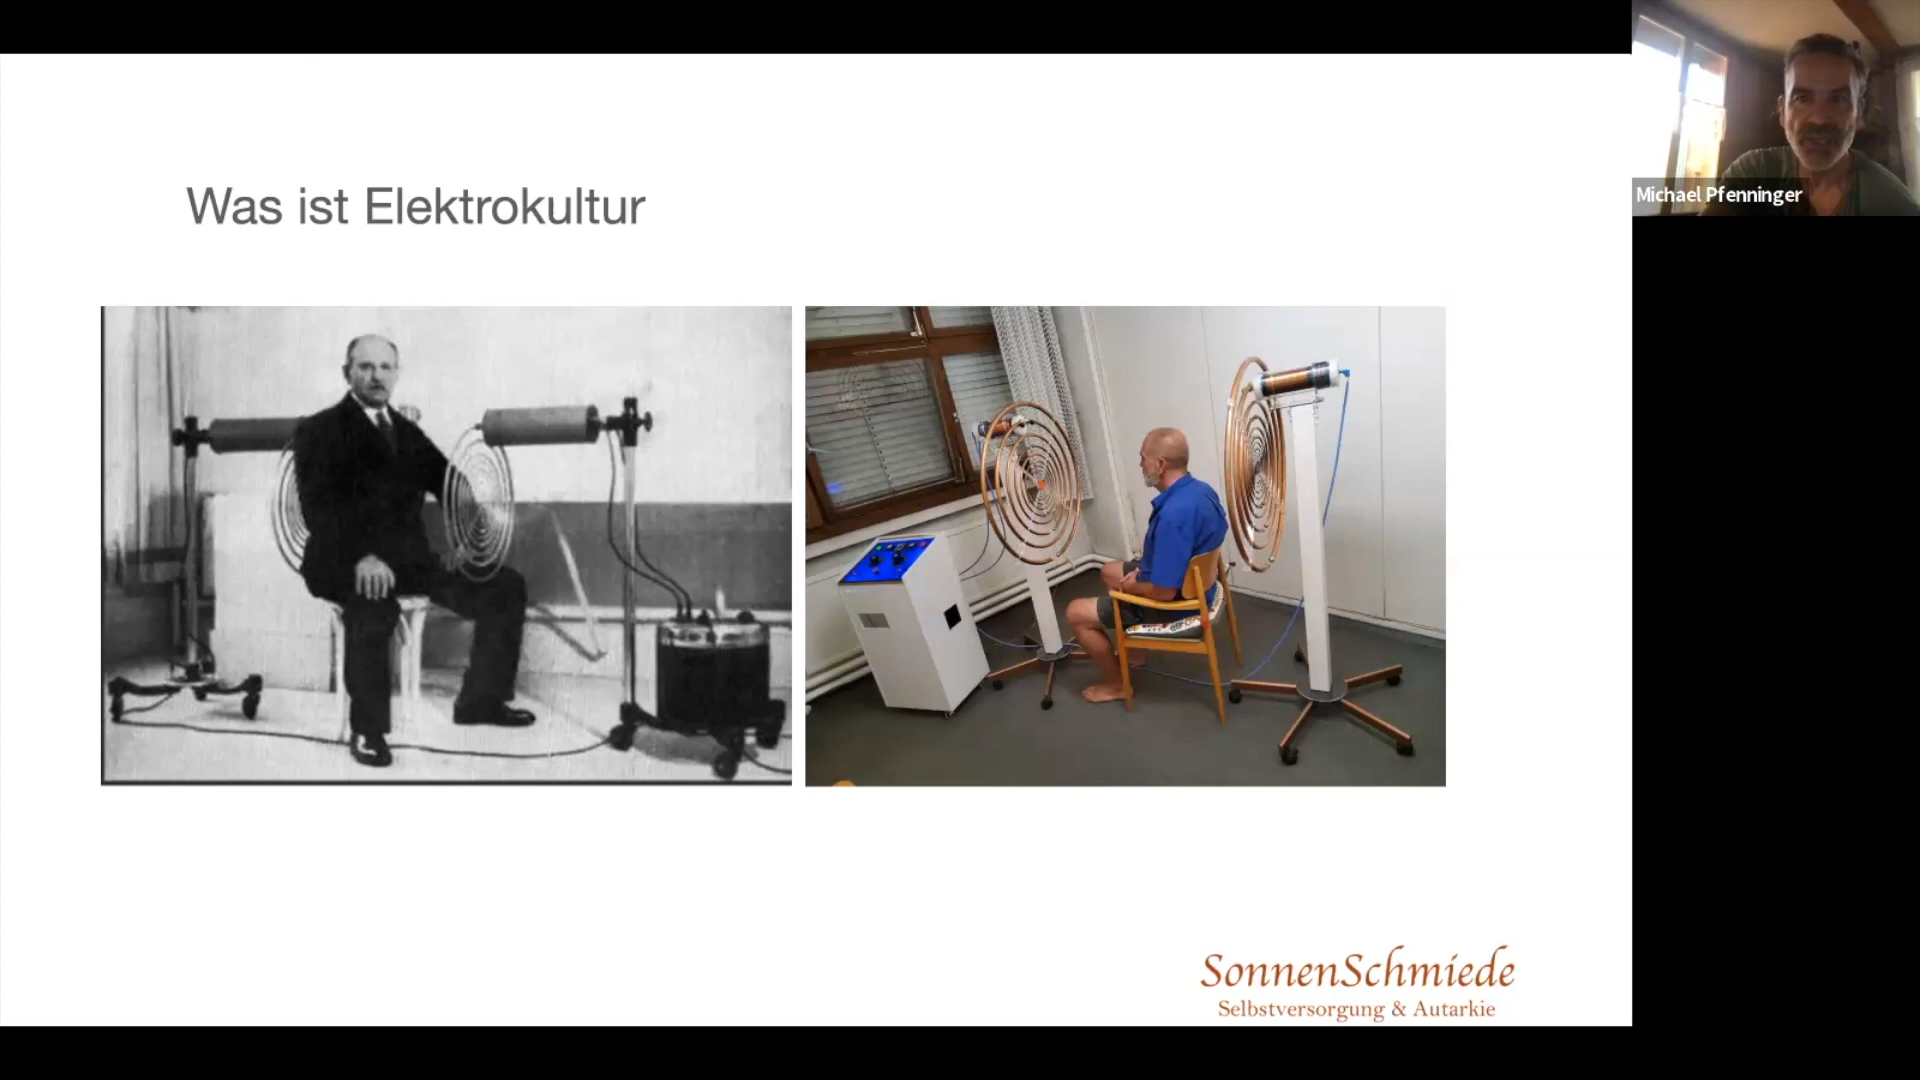 Was ist Elektrokultur
Michael Pfenninger
SonnenSchmiede
Selbstversorgung & Autarkie